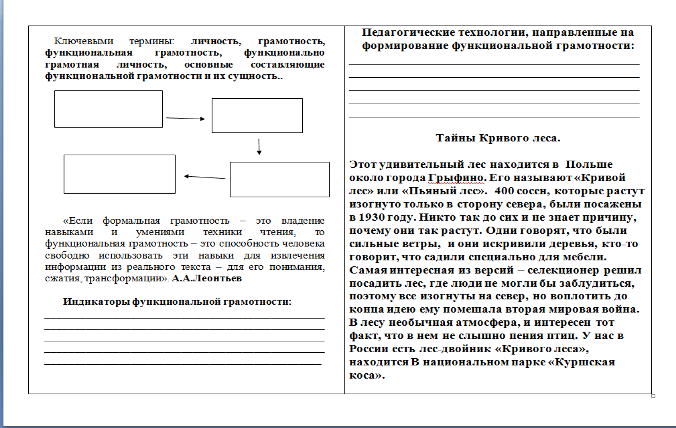 Ключевыми термины: личность, грамотность,
функциональная грамотность, функционально
грамотная личность, основные составляющие
функциональной грамотности и их сущность..
«Если формальная грамотность – это владение
навыками и умениями техники чтения, то
функциональная грамотность – это способность человека
свободно использовать эти навыки для извлечения
информации из реального текста – для его понимания,
сжатия, трансформации». А.А.Леонтьев
Индикаторы функциональной грамотности:
Педагогические технологии, направленные на
формирование функциональной грамотности:
Тайны Кривого леса.
Этот удивительный лес находится в Польше
около города Грыфино. Его называют «Кривой
лес» или «Пьяный лес». 400 сосен, которые растут
изогнуто только в сторону севера, были посажены
в 1930 году. Никто так до сих и не знает причину,
почему они так растут. Одни говорят, что были
сильные ветры, и они искривили деревья, кто-то
говорит, что садили специально для мебели.
Самая интересная из версий – селекционер решил
посадить лес, где люди не могли бы заблудиться,
поэтому все изогнуты на север, но воплотить до
конца идею ему помешала вторая мировая война.
В лесу необычная атмосфера, и интересен тот
факт, что в нем не слышно пения птиц. У нас в
России есть лес-двойник «Кривого леса»,
находится В национальном парке «Куршская
коса».